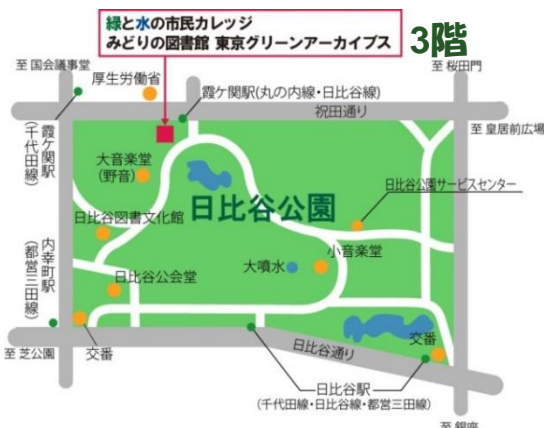 緑と水の市民カレッジ
みどりの図書館 東京グリーンアーカイブス
3階
至 国会議事堂
厚生労働省
霞ケ関駅(丸の内線・日比谷線)
至 桜田門
祝田通り
至 皇居前広場
霞ケ関駅
(千代田線)
大音楽堂
(野音)
日比谷公園
日比谷公園サービスセンター
日比谷図書文化館
小音楽堂
大噴水
内幸町駅
(都営三田線)
日比谷公会堂
交番
交番
至 芝公園
日比谷通り
日比谷駅
(千代田線・日比谷線・都営三田線)
至 銀座